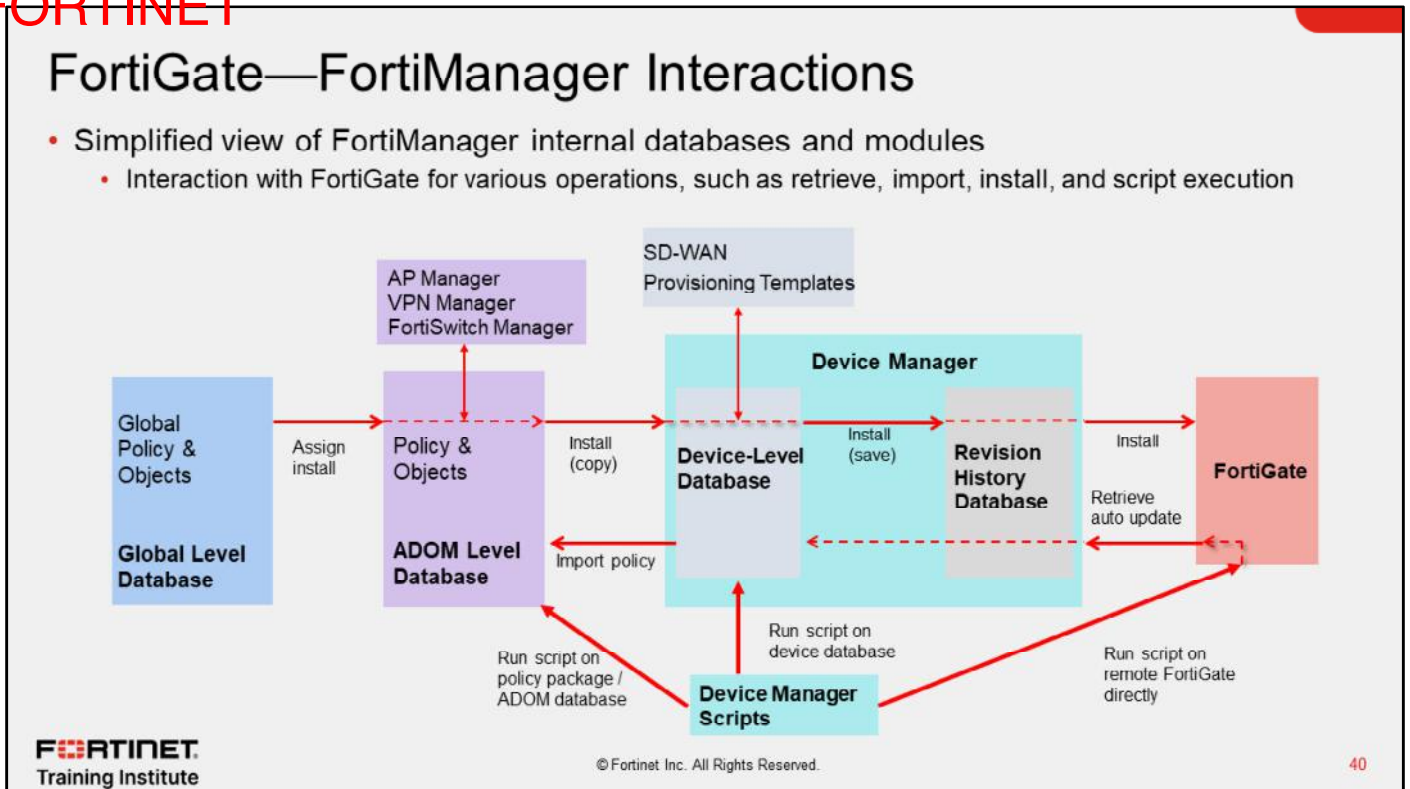 FORTINET
FortiGate—FortiManager Interactions
• Simplified view of FortiManager internal databases and modules
• Interaction with FortiGate for various operations, such as retrieve, import, install, and script execution
SD-WAN
Provisioning Templates
AP Manager
VPN Manager
FortiSwitch Manager
Device Manager
Global
Policy &
Objects
Global Level
Database
Assign
install
Policy &
Objects
ADOM Level
Database
Install
(copy)
Import policy
Device-Level
Database
Install
(save)
Revision
History
Database
Install
Retrieve
auto update
FortiGate
Run script on
policy package /
ADOM database
Run script on
device database
Run script on
remote FortiGate
directly
Device Manager
Scripts
FORTINET
Training Institute
© Fortinet Inc. All Rights Reserved.
40